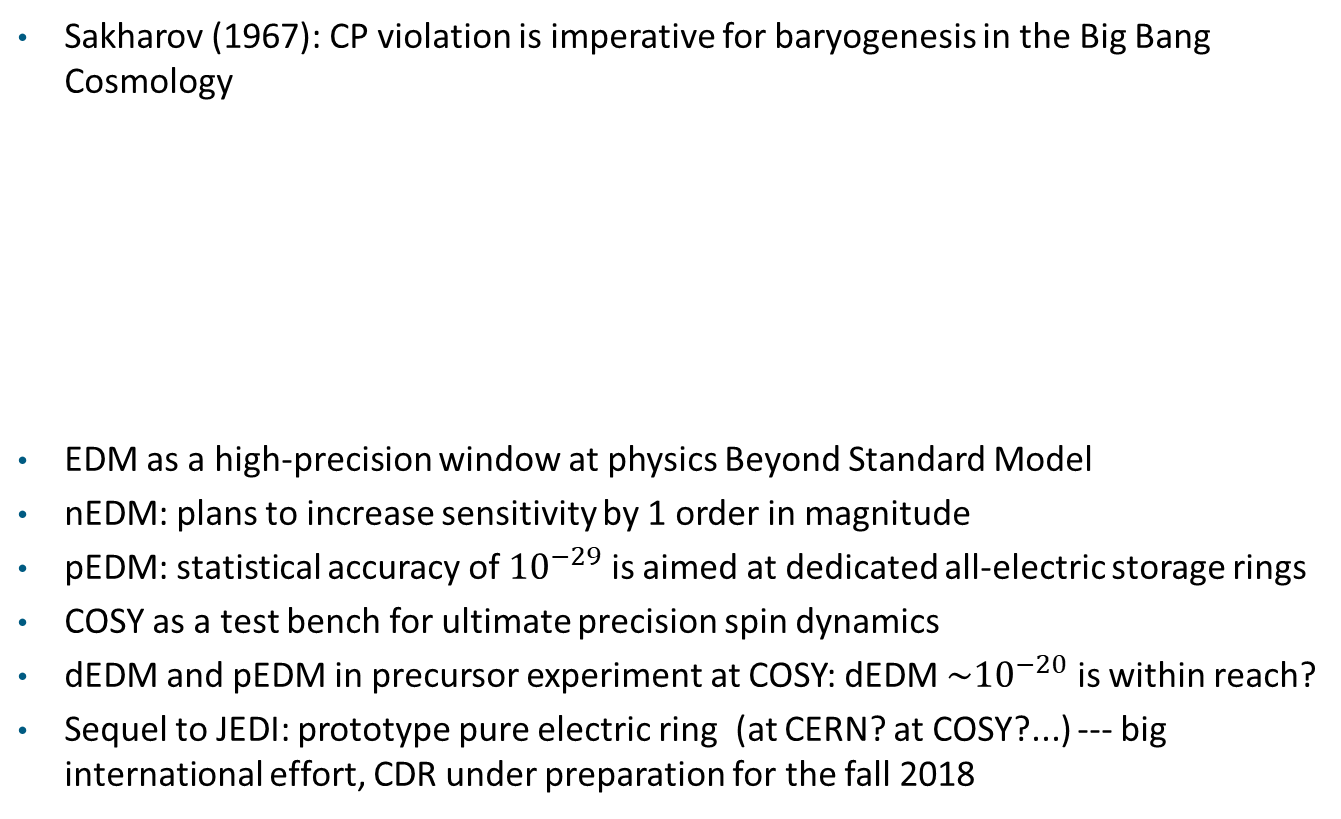 • Sakharov (1967): CP violation is imperative for baryogenesis in the Big Bang
Cosmology
• EDM as a high-precision window at physics Beyond Standard Model
• nEDM: plans to increase sensitivity by 1 order in magnitude
• pEDM: statistical accuracy of 10⁻²⁹ is aimed at dedicated all-electric storage rings
• COSY as a test bench for ultimate precision spin dynamics
• dEDM and pEDM in precursor experiment at COSY: dEDM ~10⁻²⁰ is within reach?
• Sequel to JEDI: prototype pure electric ring (at CERN? at COSY?...) --- big
international effort, CDR under preparation for the fall 2018